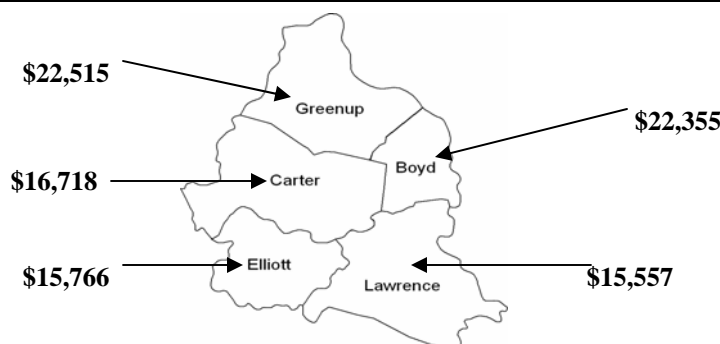 $22,515
Greenup
$22,355
Boyd
$16,718
Carter
$15,766
Elliott
$15,557
Lawrence